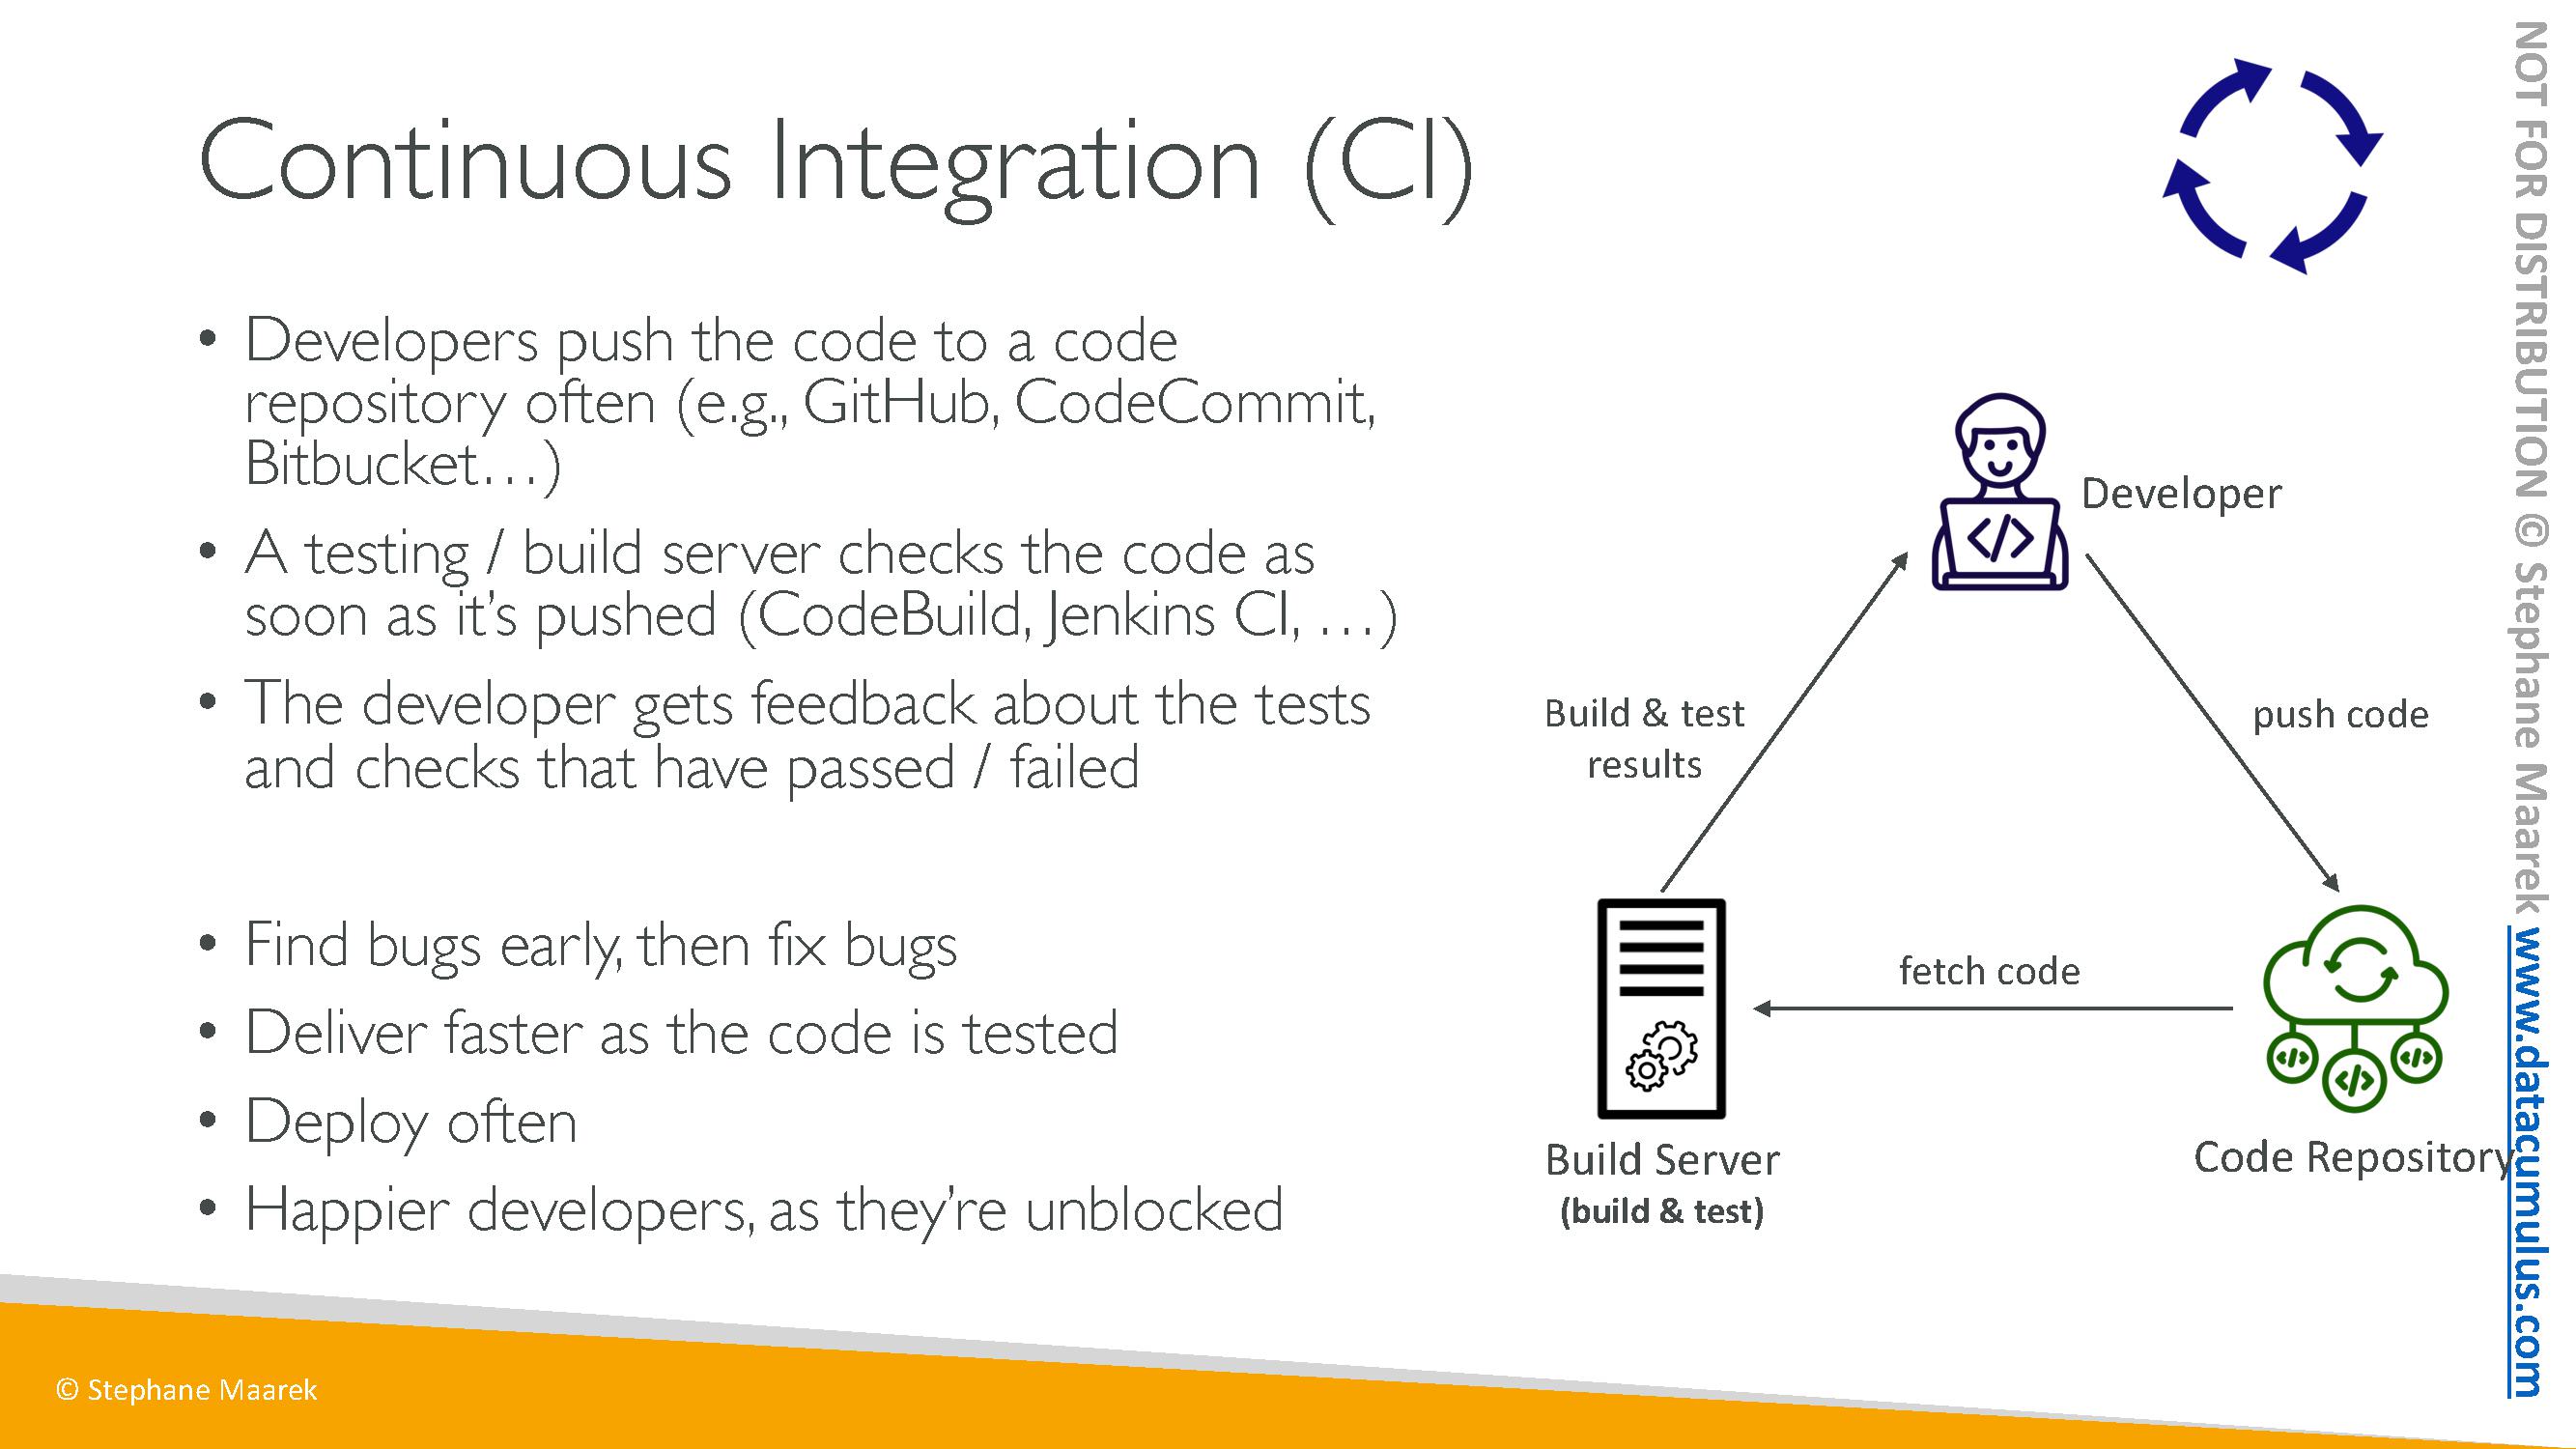 Continuous Integration (CI)
• Developers push the code to a code
repository often (e.g., GitHub, CodeCommit,
Bitbucket…)
• A testing / build server checks the code as
soon as it’s pushed (CodeBuild, Jenkins CI, …)
• The developer gets feedback about the tests
and checks that have passed / failed
• Find bugs early, then fix bugs
• Deliver faster as the code is tested
• Deploy often
• Happier developers, as they’re unblocked
Developer
Build & test
results
push code
fetch code
Build Server
(build & test)
Code Repository
© Stephane Maarek
NOT FOR DISTRIBUTION © Stephane Maarek www.datacumulus.com